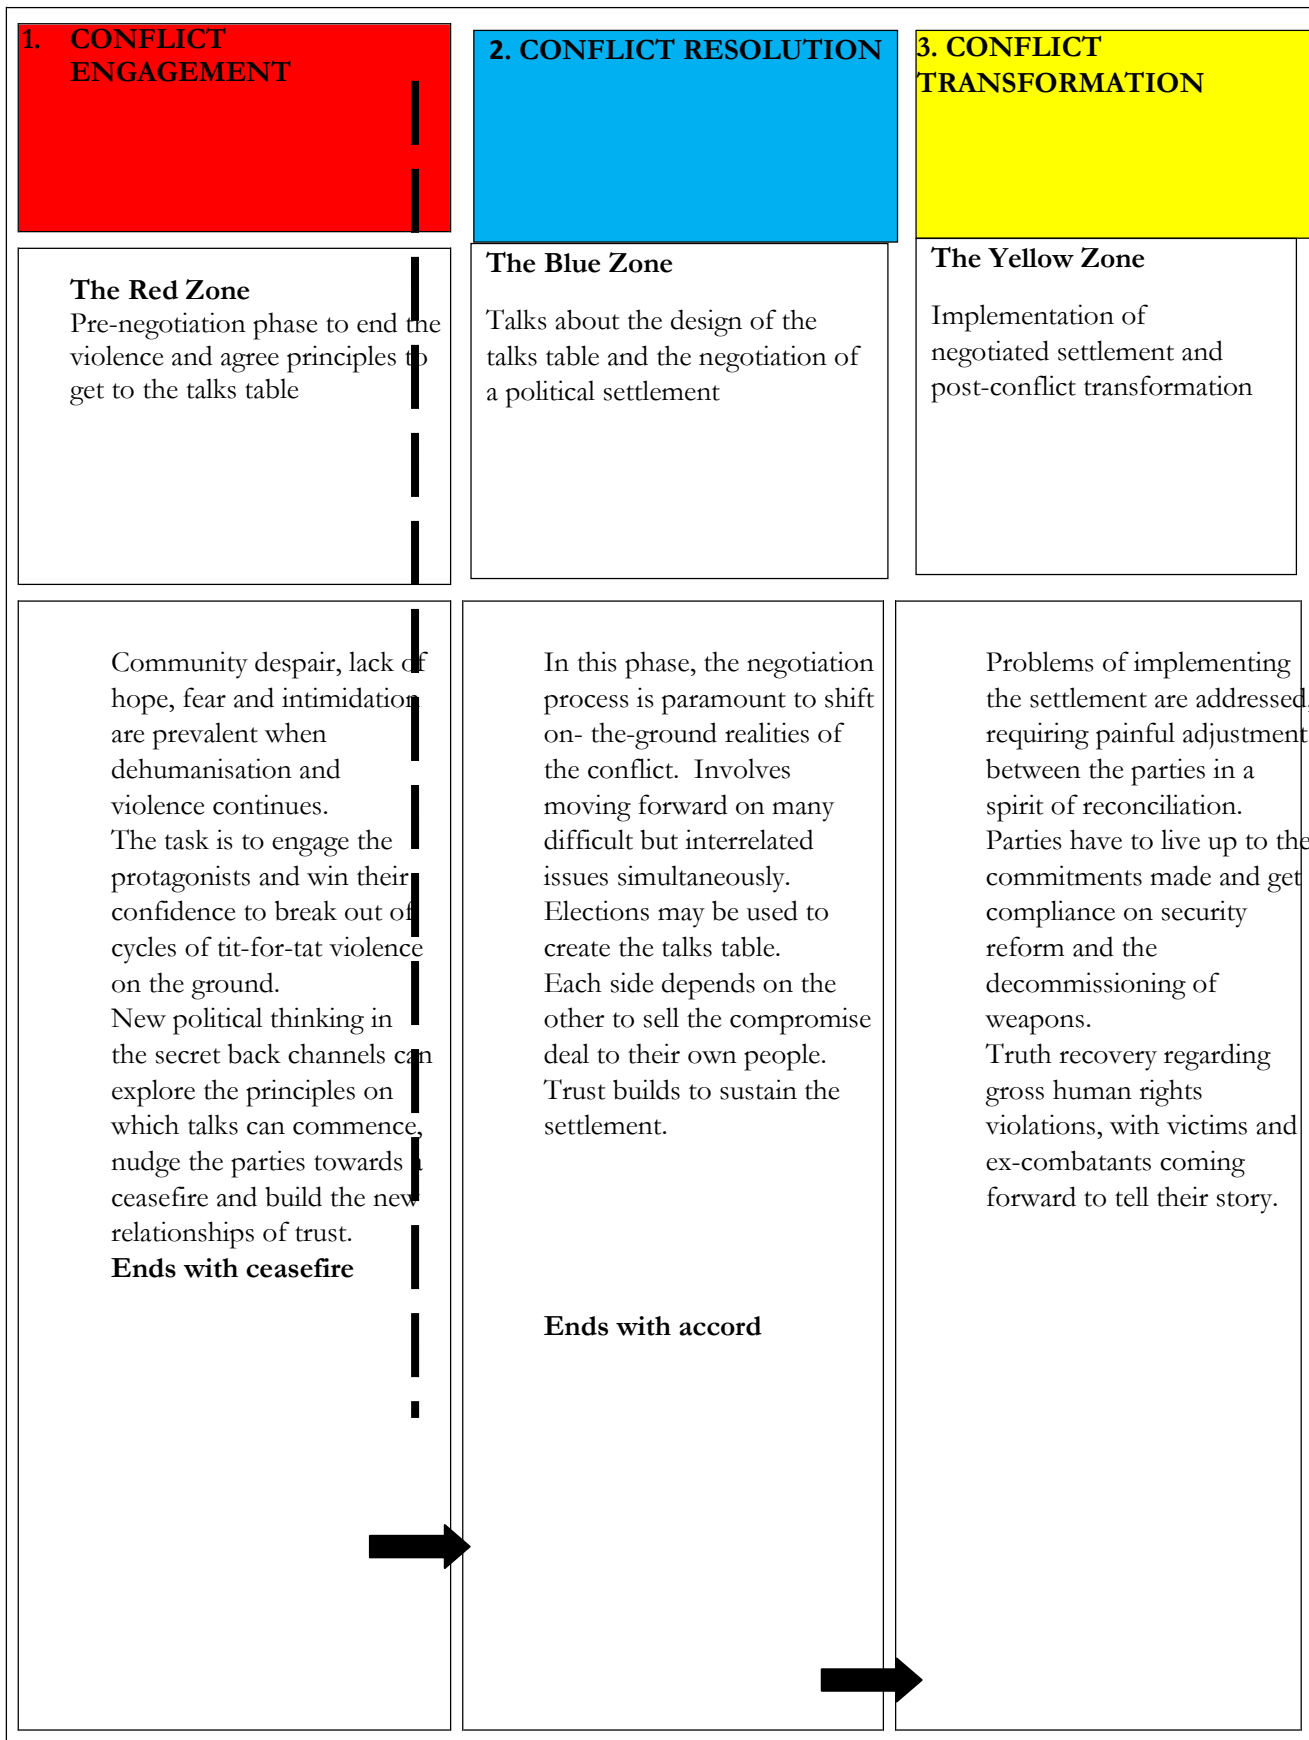 1. CONFLICT
ENGAGEMENT
2. CONFLICT RESOLUTION
3. CONFLICT
TRANSFORMATION
The Red Zone
Pre-negotiation phase to end the
violence and agree principles to
get to the talks table
The Blue Zone
Talks about the design of the
talks table and the negotiation of
a political settlement
The Yellow Zone
Implementation of
negotiated settlement and
post-conflict transformation
Community despair, lack of
hope, fear and intimidation
are prevalent when
dehumanisation and
violence continues.
The task is to engage the
protagonists and win their
confidence to break out of
cycles of tit-for-tat violence
on the ground.
New political thinking in
the secret back channels can
explore the principles on
which talks can commence,
nudge the parties towards a
ceasefire and build the new
relationships of trust.
Ends with ceasefire
In this phase, the negotiation
process is paramount to shift
on- the-ground realities of
the conflict.  Involves
moving forward on many
difficult but interrelated
issues simultaneously.
Elections may be used to
create the talks table.
Each side depends on the
other to sell the compromise
deal to their own people.
Trust builds to sustain the
settlement.
Ends with accord
Problems of implementing
the settlement are addressed,
requiring painful adjustment
between the parties in a
spirit of reconciliation.
Parties have to live up to the
commitments made and get
compliance on security
reform and the
decommissioning of
weapons.
Truth recovery regarding
gross human rights
violations, with victims and
ex-combatants coming
forward to tell their story.